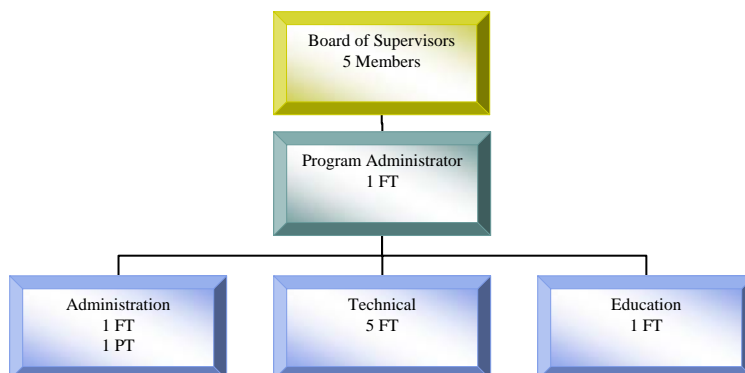 Board of Supervisors
5 Members
Program Administrator
1 FT
Administration
1 FT
1 PT
Technical
5 FT
Education
1 FT